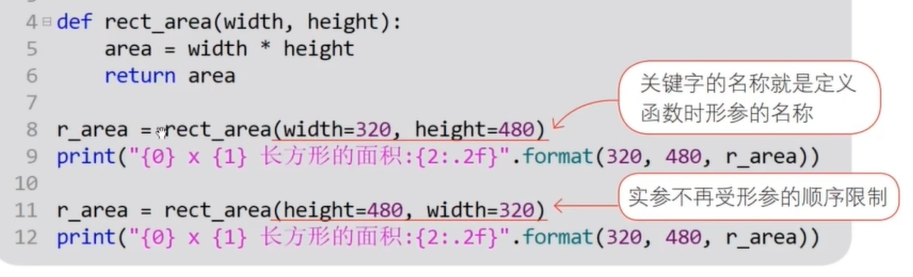 4 def rect_area(width, height):
5     area = width * height
6     return area
7
8 r_area = rect_area(width=320, height=480)
9 print("{0} x {1} 长方形的面积:{2:.2f}".format(320, 480, r_area))
10
11 r_area = rect_area(height=480, width=320)
12 print("{0} x {1} 长方形的面积:{2:.2f}".format(320, 480, r_area))
关键字的名称就是定义
函数时形参的名称
实参不再受形参的顺序限制